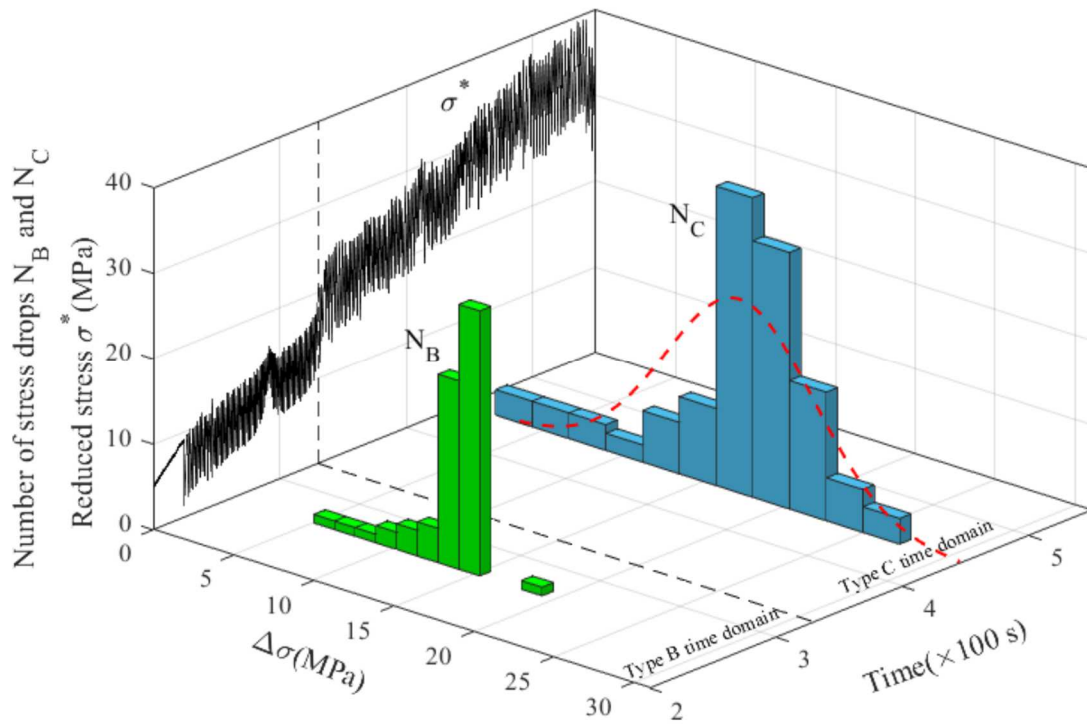 Number of stress drops N_B and N_C
Reduced stress σ* (MPa)
40
30
20
10
0
σ*
N_B
N_C
0
5
10
15
20
25
30
Δσ(MPa)
2
3
4
5
Time(×100 s)
Type B time domain
Type C time domain